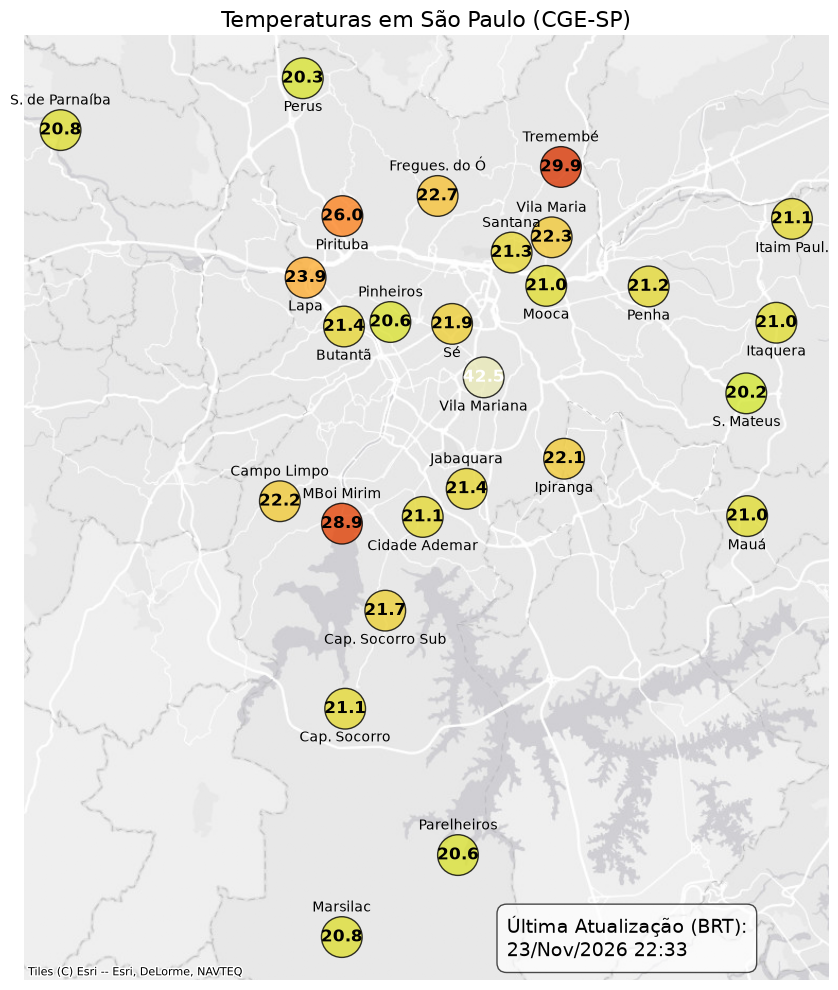 Temperaturas em São Paulo (CGE-SP)
20.3
Perus
S. de Parnaíba
20.8
Tremembé
29.9
Fregues. do Ó
22.7
26.0
Pirituba
Vila Maria
22.3
Santana
21.3
21.1
Itaim Paul.
23.9
Lapa
21.0
Mooca
21.2
Penha
Pinheiros
20.6
21.4
Butantã
21.9
Sé
21.0
Itaquera
42.5
Vila Mariana
20.2
S. Mateus
22.1
Ipiranga
Jabaquara
21.4
Campo Limpo
22.2
MBoi Mirim
28.9
21.1
Cidade Ademar
21.0
Mauá
21.7
Cap. Socorro Sub
21.1
Cap. Socorro
Parelheiros
20.6
Marsilac
20.8
Última Atualização (BRT):
23/Nov/2026 22:33
Tiles (C) Esri -- Esri, DeLorme, NAVTEQ